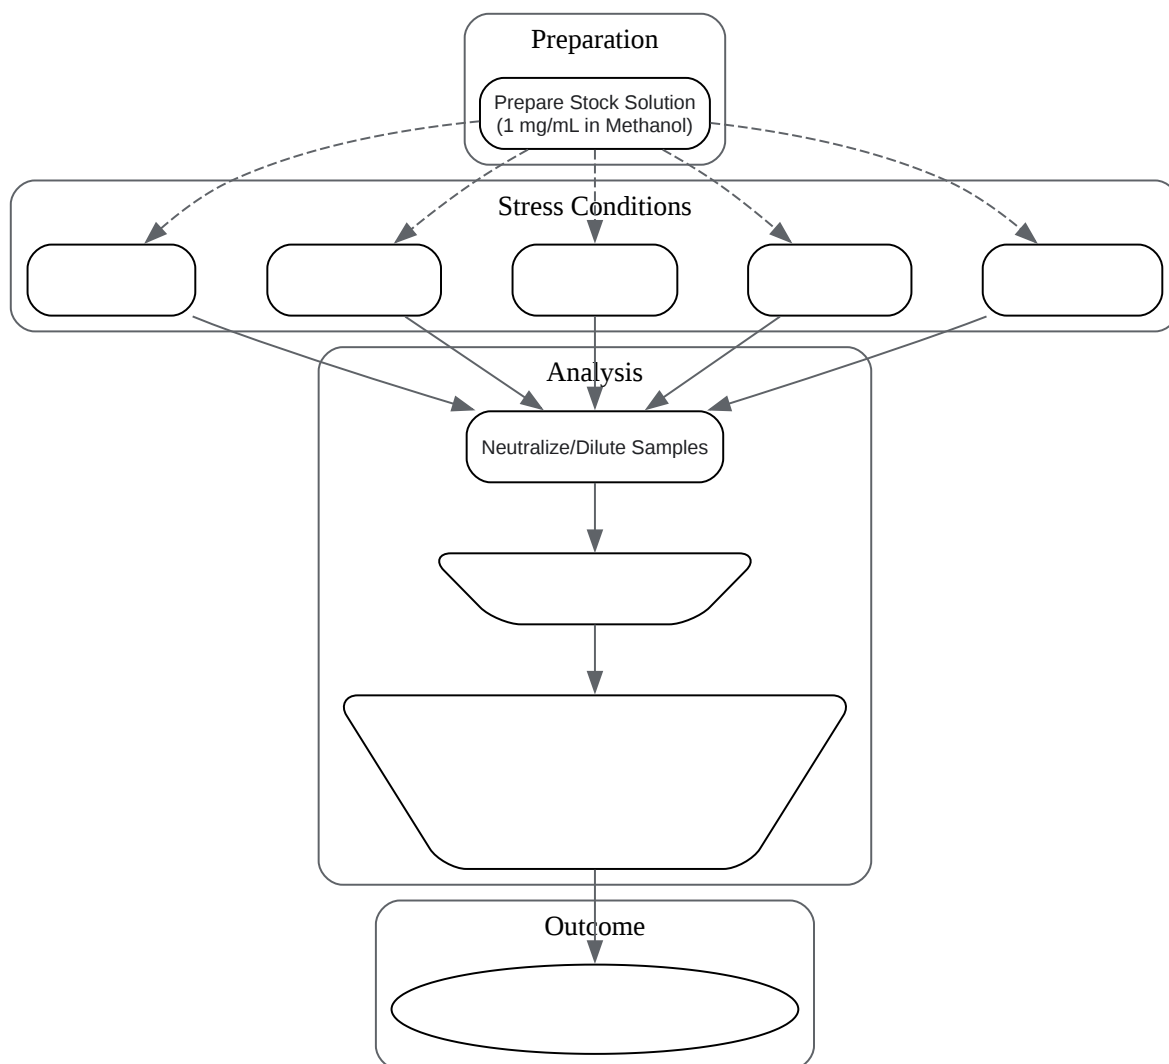 Preparation
Prepare Stock Solution
(1 mg/mL in Methanol)
Stress Conditions
Analysis
Neutralize/Dilute Samples
Outcome